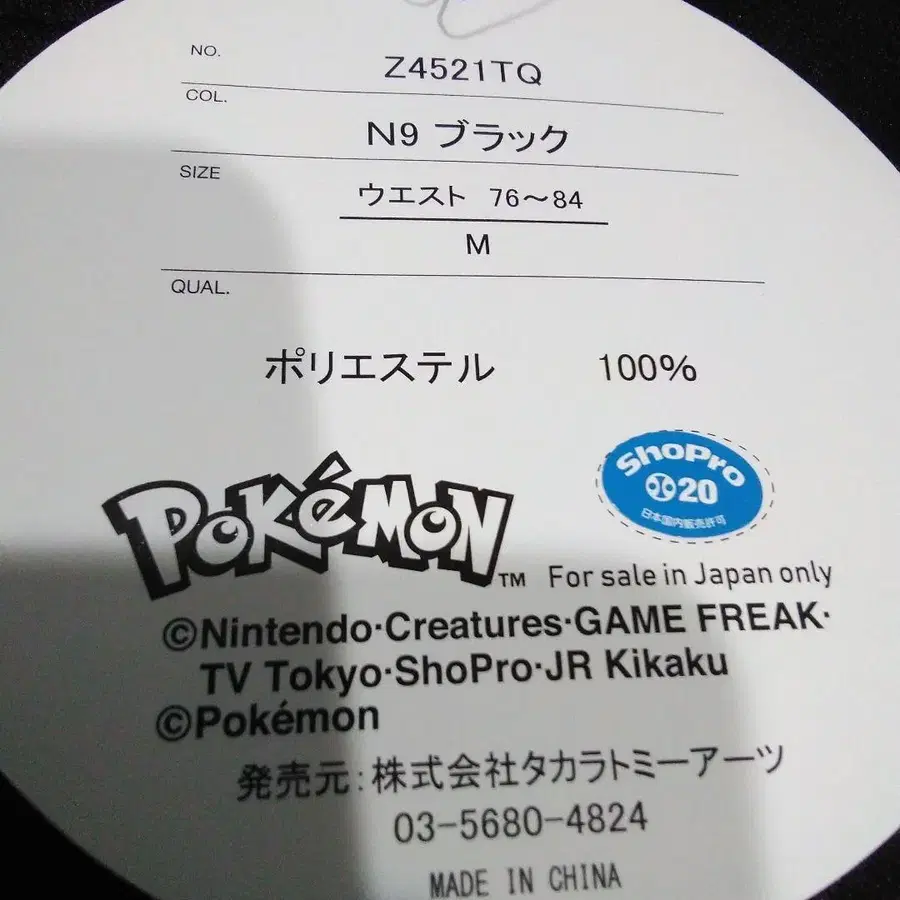 NO.
Z4521TQ
COL.
N9 ブラック
SIZE
ウエスト 76〜84
M
QUAL.
ポリエステル 100%
ShoPro
20
日本国内販売許可
POKéMON
TM For sale in Japan only
©Nintendo·Creatures·GAME FREAK·
TV Tokyo·ShoPro·JR Kikaku
©Pokémon
発売元:株式会社タカラトミーアーツ
03-5680-4824
MADE IN CHINA